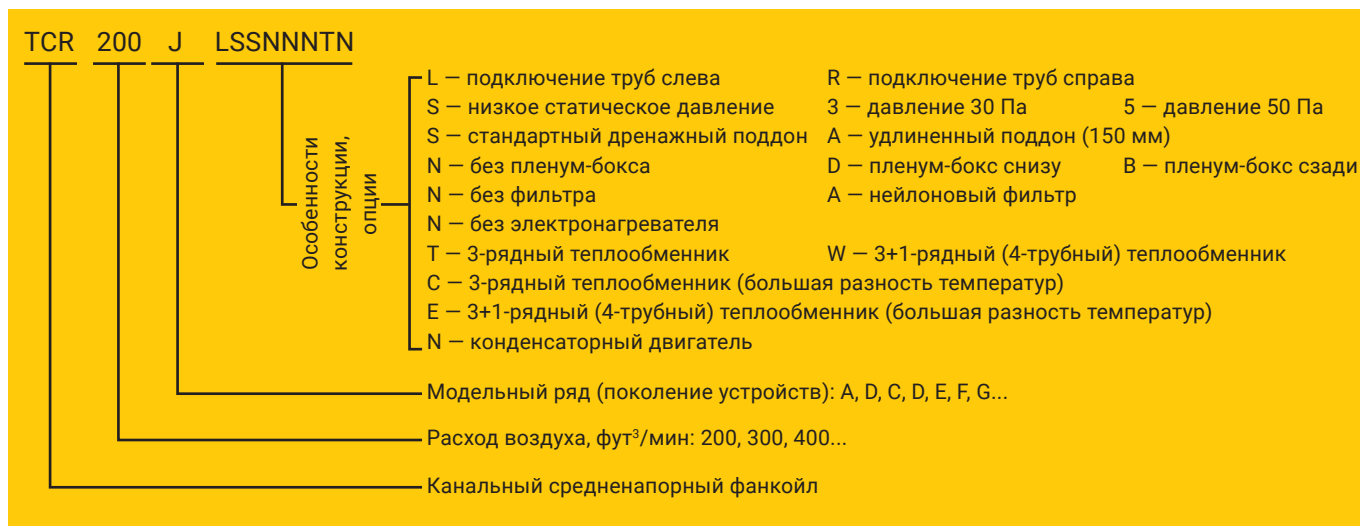 TCR 200 J LSSNNNTN
L — подключение труб слева R — подключение труб справа
S — низкое статическое давление 3 — давление 30 Па 5 — давление 50 Па
S — стандартный дренажный поддон A — удлиненный поддон (150 мм)
N — без пленум-бокса D — пленум-бокс снизу B — пленум-бокс сзади
N — без фильтра A — нейлоновый фильтр
N — без электронагревателя
T — 3-рядный теплообменник W — 3+1-рядный (4-трубный) теплообменник
C — 3-рядный теплообменник (большая разность температур)
E — 3+1-рядный (4-трубный) теплообменник (большая разность температур)
N — конденсаторный двигатель
Особенности
конструкции,
опции
Модельный ряд (поколение устройств): A, D, C, D, E, F, G...
Расход воздуха, фут³/мин: 200, 300, 400...
Канальный средненапорный фанкойл